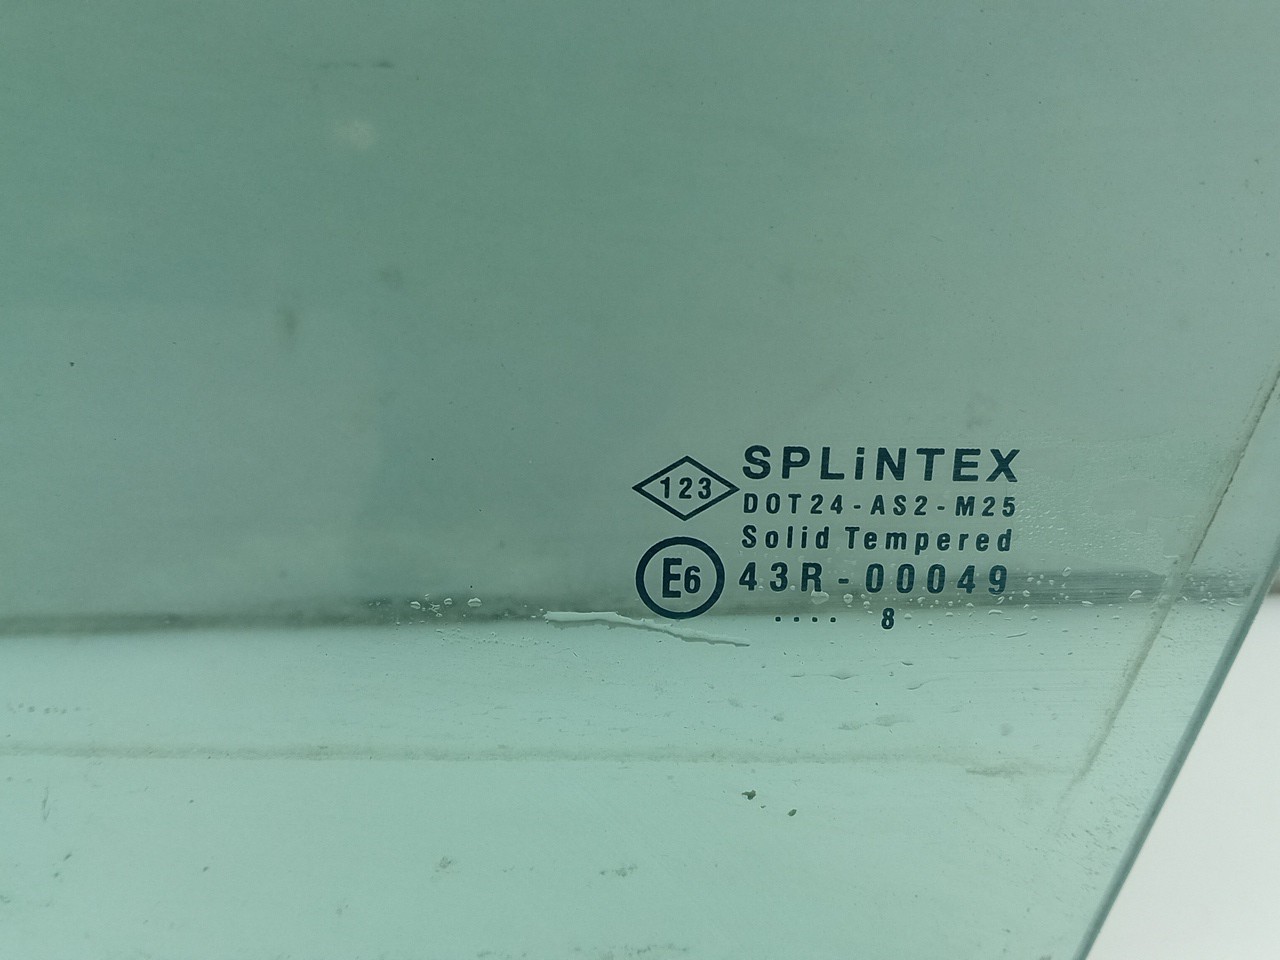 123
SPLiNTEX
DOT24-AS2-M25
Solid Tempered
E6
43R-00049
.... 8